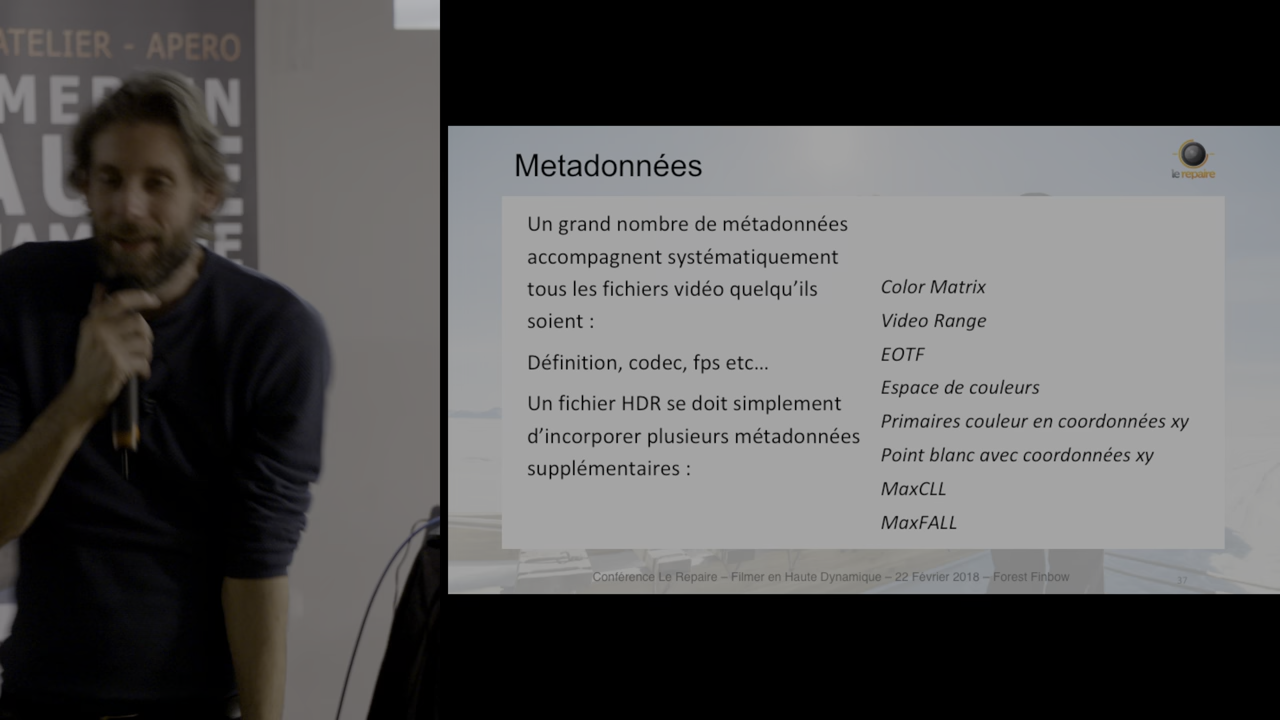 ATELIER - APERO
Metadonnées
le repaire
Un grand nombre de métadonnées
accompagnent systématiquement
tous les fichiers vidéo quelqu’ils
soient :
Définition, codec, fps etc…
Un fichier HDR se doit simplement
d’incorporer plusieurs métadonnées
supplémentaires :
Color Matrix
Video Range
EOTF
Espace de couleurs
Primaires couleur en coordonnées xy
Point blanc avec coordonnées xy
MaxCLL
MaxFALL
Conférence Le Repaire – Filmer en Haute Dynamique – 22 Février 2018 – Forest Finbow
37